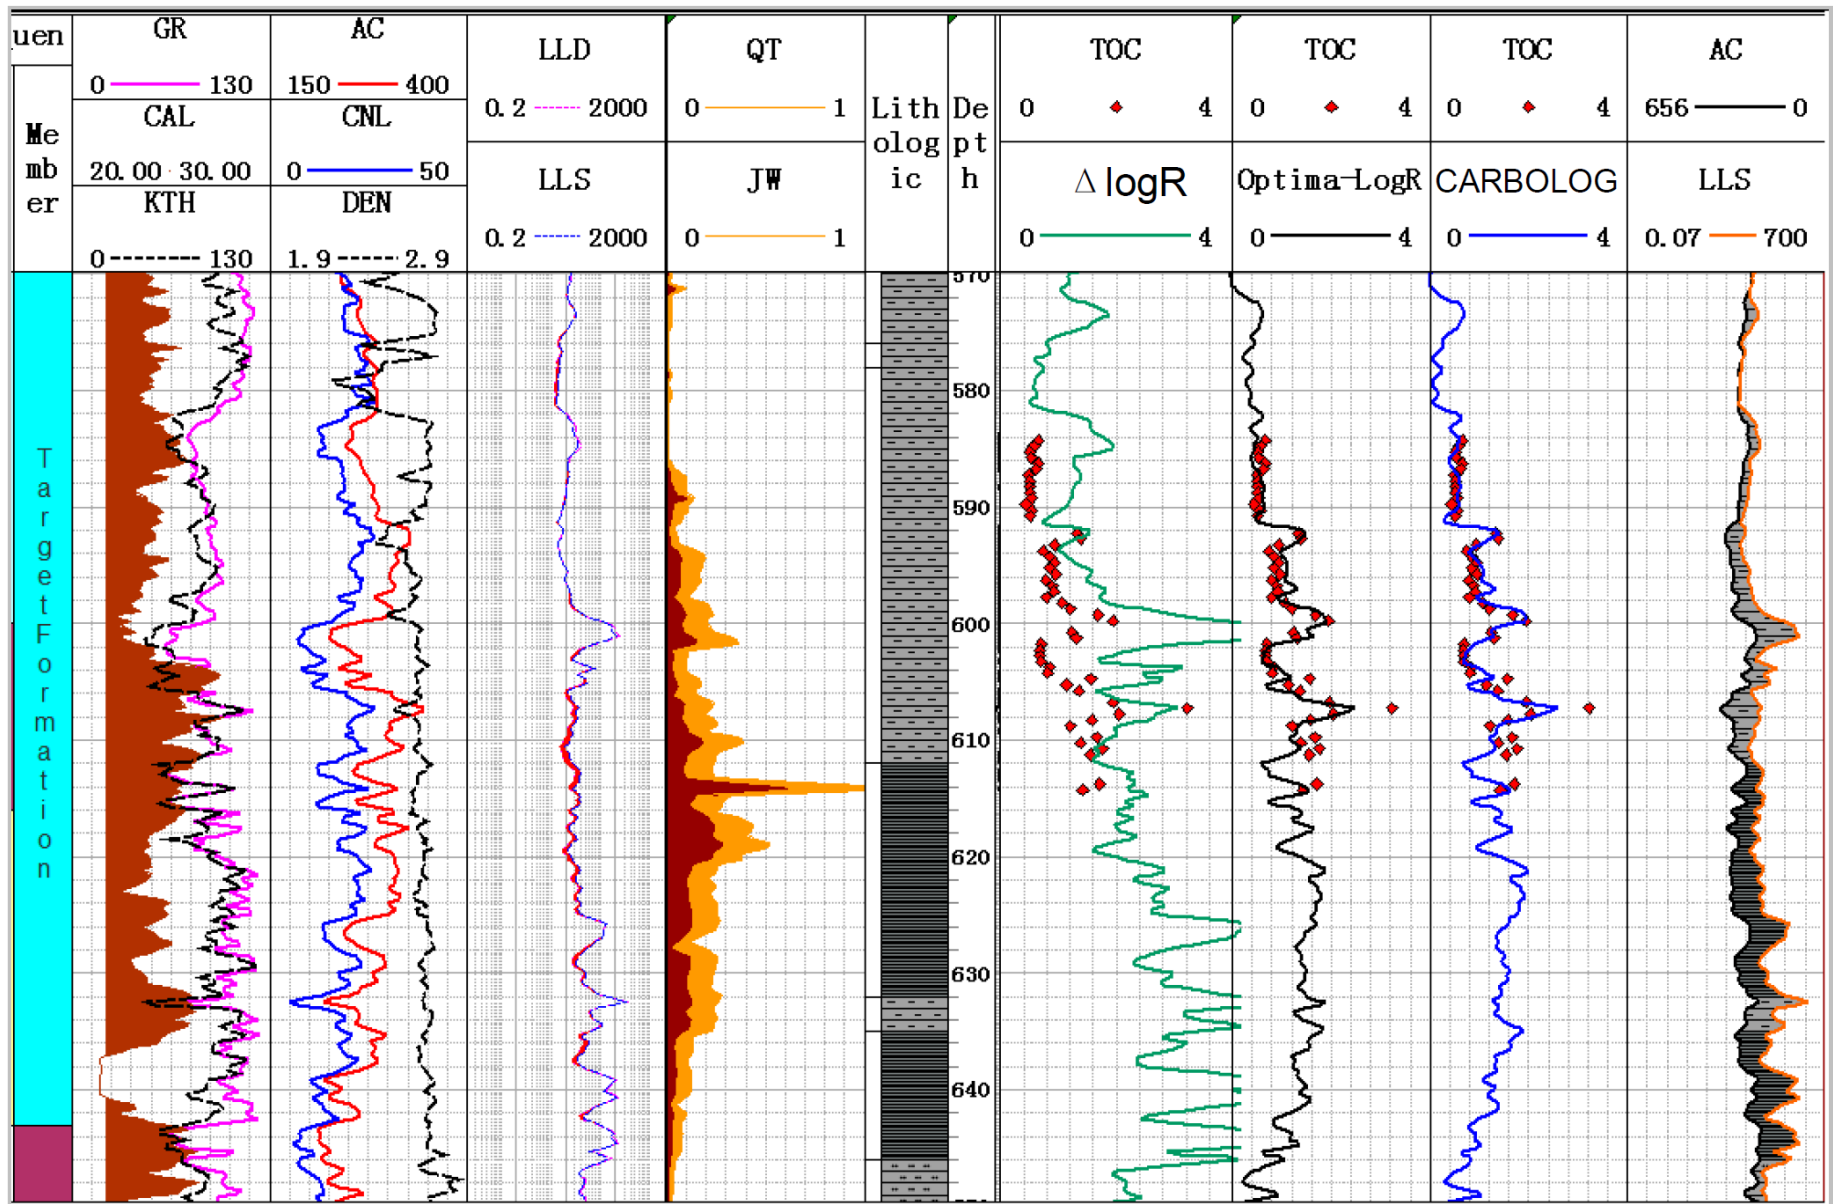 uen
Me
mb
er
GR
0 130
CAL
20.00 30.00
KTH
0 130
AC
150 400
CNL
0 50
DEN
1.9 2.9
LLD
0.2 2000
LLS
0.2 2000
QT
0 1
JW
0 1
Lith
olog
ic
De
pt
h
TOC
0 4
Δ logR
0 4
TOC
0 4
Optima-LogR
0 4
TOC
0 4
CARBOLOG
0 4
AC
656 0
LLS
0.07 700
Target Formation
570
580
590
600
610
620
630
640